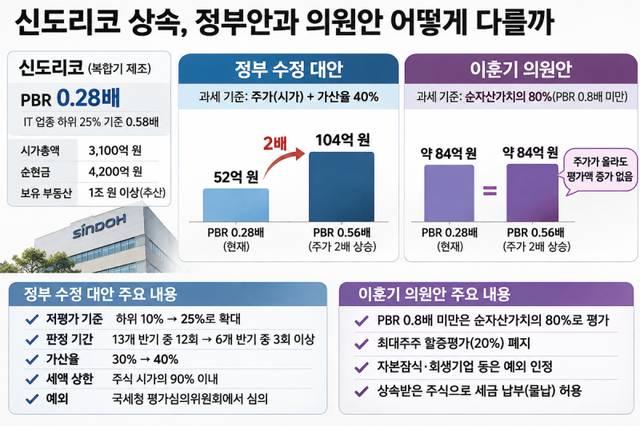 신도리코 상속, 정부안과 의원안 어떻게 다를까
신도리코 (복합기 제조)
PBR 0.28배
IT 업종 하위 25% 기준 0.58배
시가총액 3,100억 원
순현금 4,200억 원
보유 부동산 1조 원 이상(추산)
SINDOH
정부 수정 대안
과세 기준: 주가(시가) + 가산율 40%
2배
52억 원
104억 원
PBR 0.28배
(현재)
PBR 0.56배
(주가 2배 상승)
이훈기 의원안
과세 기준: 순자산가치의 80%(PBR 0.8배 미만)
약 84억 원
=
약 84억 원
주가가 올라도
평가액 증가 없음
PBR 0.28배
(현재)
PBR 0.56배
(주가 2배 상승)
정부 수정 대안 주요 내용
✓ 저평가 기준 하위 10% → 25%로 확대
✓ 판정 기간 13개 반기 중 12회 → 6개 반기 중 3회 이상
✓ 가산율 30% → 40%
✓ 세액 상한 주식 시가의 90% 이내
✓ 예외 국세청 평가심의위원회에서 심의
이훈기 의원안 주요 내용
✓ PBR 0.8배 미만은 순자산가치의 80%로 평가
✓ 최대주주 할증평가(20%) 폐지
✓ 자본잠식·회생기업 등은 예외 인정
✓ 상속받은 주식으로 세금 납부(물납) 허용